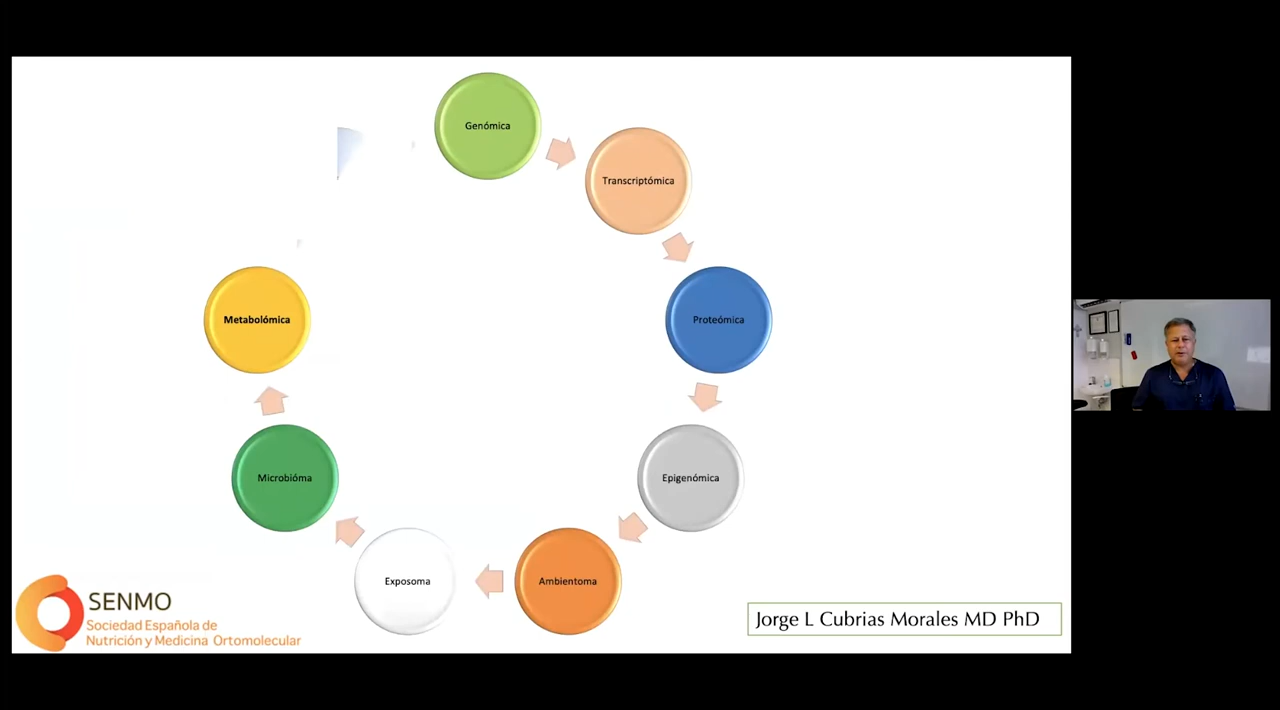 Genómica
Transcriptómica
Proteómica
Epigenómica
Ambientoma
Exposoma
Microbióma
Metabolómica
SENMO
Sociedad Española de
Nutrición y Medicina Ortomolecular
Jorge L Cubrias Morales MD PhD